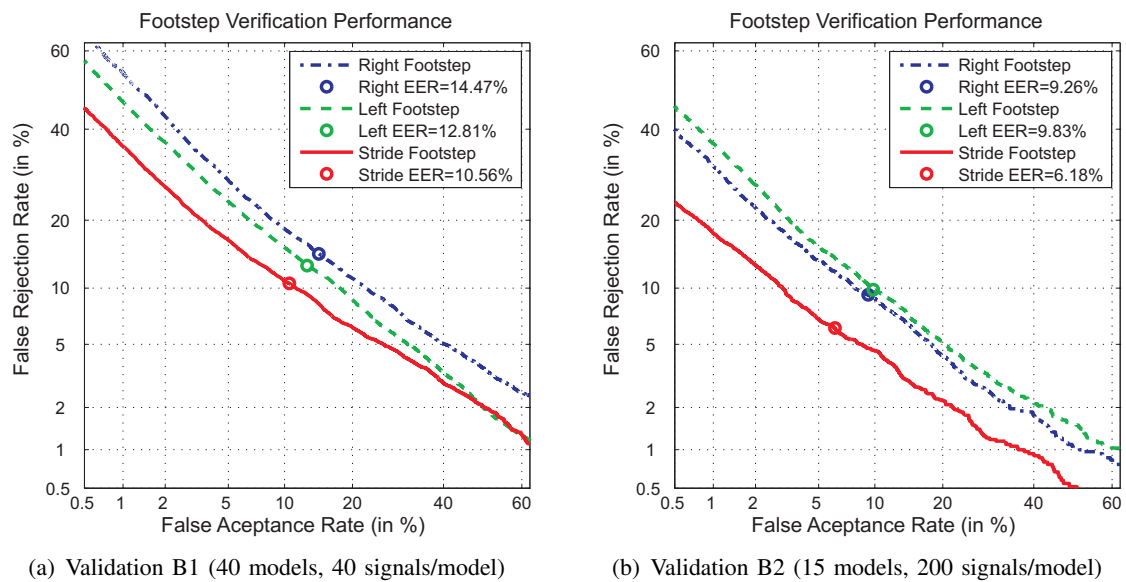 Footstep Verification Performance
False Rejection Rate (in %)
60
40
20
10
5
2
1
0.5
Right Footstep
Right EER=14.47%
Left Footstep
Left EER=12.81%
Stride Footstep
Stride EER=10.56%
0.5 1 2 5 10 20 40 60
False Aceptance Rate (in %)
(a) Validation B1 (40 models, 40 signals/model)
Footstep Verification Performance
False Rejection Rate (in %)
60
40
20
10
5
2
1
0.5
Right Footstep
Right EER=9.26%
Left Footstep
Left EER=9.83%
Stride Footstep
Stride EER=6.18%
0.5 1 2 5 10 20 40 60
False Aceptance Rate (in %)
(b) Validation B2 (15 models, 200 signals/model)